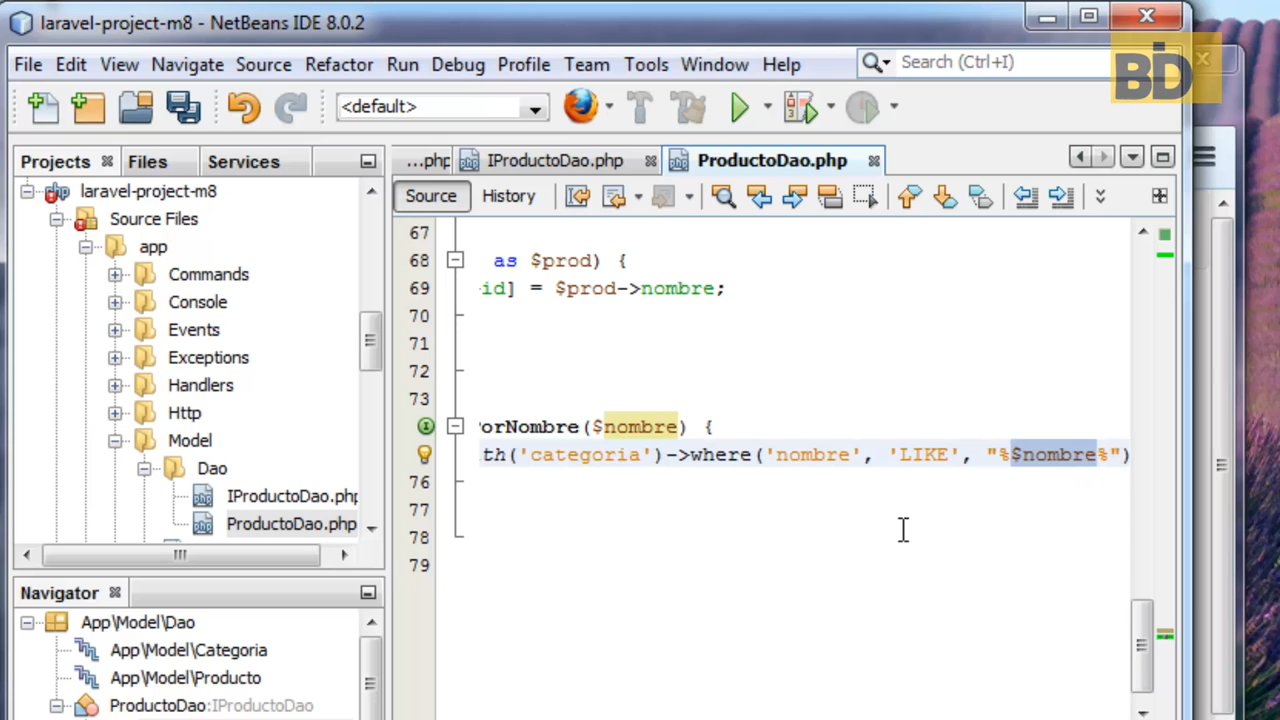 laravel-project-m8 - NetBeans IDE 8.0.2
BD
File Edit View Navigate Source Refactor Run Debug Profile Team Tools Window Help
Search (Ctrl+I)
<default>
Projects Files Services
...php IProductoDao.php ProductoDao.php
Source History
laravel-project-m8
Source Files
app
Commands
Console
Events
Exceptions
Handlers
Http
Model
Dao
IProductoDao.php
ProductoDao.php
67
68 as $prod) {
69 id] = $prod->nombre;
70
71
72
73
orNombre($nombre) {
th('categoria')->where('nombre', 'LIKE', "%$nombre%")
76
77
78
79
Navigator
App\Model\Dao
App\Model\Categoria
App\Model\Producto
ProductoDao:IProductoDao